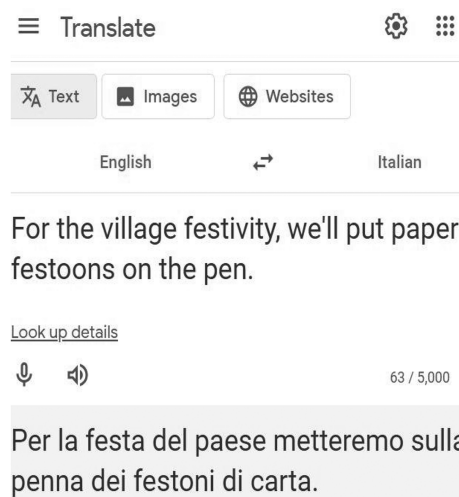 Translate
Text Images Websites
English Italian
For the village festivity, we'll put paper
festoons on the pen.
Look up details
63 / 5,000
Per la festa del paese metteremo sulla
penna dei festoni di carta.